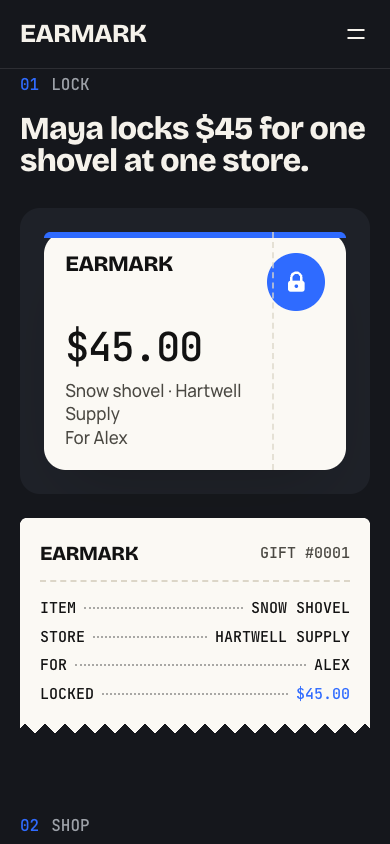 EARMARK
01 LOCK
Maya locks $45 for one
shovel at one store.
EARMARK
$45.00
Snow shovel · Hartwell
Supply
For Alex
EARMARK GIFT #0001
ITEM SNOW SHOVEL
STORE HARTWELL SUPPLY
FOR ALEX
LOCKED $45.00
02 SHOP